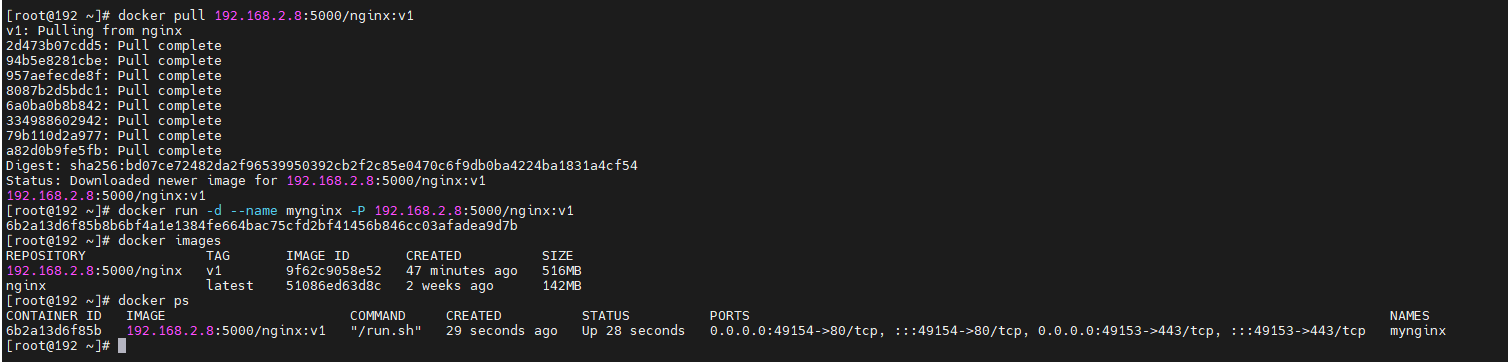 [root@192 ~]# docker pull 192.168.2.8:5000/nginx:v1
v1: Pulling from nginx
2d473b07cdd5: Pull complete
94b5e8281cbe: Pull complete
957aefecde8f: Pull complete
8087b2d5bdc1: Pull complete
6a0ba0b8b842: Pull complete
334988602942: Pull complete
79b110d2a977: Pull complete
a82d0b9fe5fb: Pull complete
Digest: sha256:bd07ce72482da2f96539950392cb2f2c85e0470c6f9db0ba4224ba1831a4cf54
Status: Downloaded newer image for 192.168.2.8:5000/nginx:v1
192.168.2.8:5000/nginx:v1
[root@192 ~]# docker run -d --name mynginx -P 192.168.2.8:5000/nginx:v1
6b2a13d6f85b8b6bf4a1e1384fe664bac75cfd2bf41456b846cc03afadea9d7b
[root@192 ~]# docker images
REPOSITORY TAG IMAGE ID CREATED SIZE
192.168.2.8:5000/nginx v1 9f62c9058e52 47 minutes ago 516MB
nginx latest 51086ed63d8c 2 weeks ago 142MB
[root@192 ~]# docker ps
CONTAINER ID IMAGE COMMAND CREATED STATUS PORTS NAMES
6b2a13d6f85b 192.168.2.8:5000/nginx:v1 "/run.sh" 29 seconds ago Up 28 seconds 0.0.0.0:49154->80/tcp, :::49154->80/tcp, 0.0.0.0:49153->443/tcp, :::49153->443/tcp mynginx
[root@192 ~]#